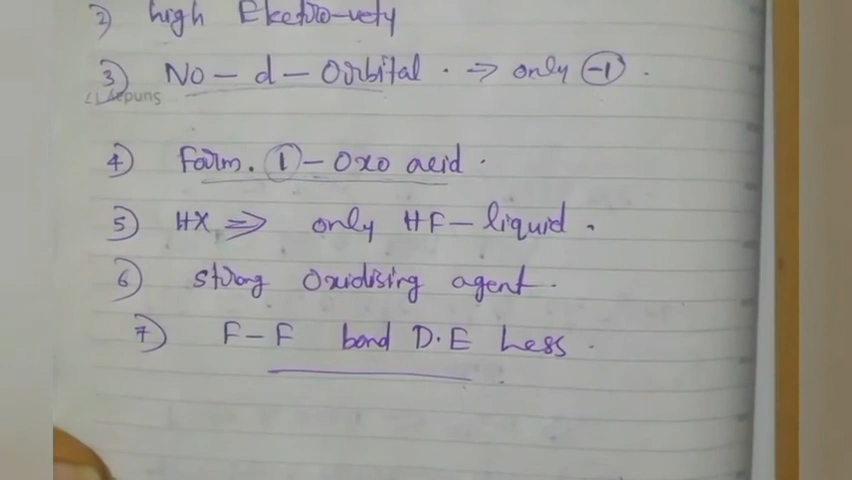 2) high Electro-vety
3) No - d - Orbital. ⇒ only (-1).
4) Form. (1) - Oxo acid.
5) HX ⇒ only HF - liquid.
6) strong Oxidising agent.
7) F-F bond D.E Less.